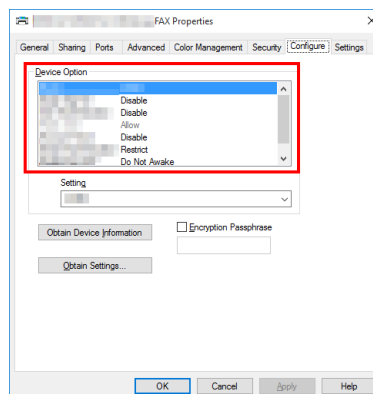 FAX Properties
General Sharing Ports Advanced Color Management Security Configure Settings
Device Option
Disable
Disable
Allow
Disable
Restrict
Do Not Awake
Setting
Obtain Device Information
Encryption Passphrase
Obtain Settings...
OK Cancel Apply Help